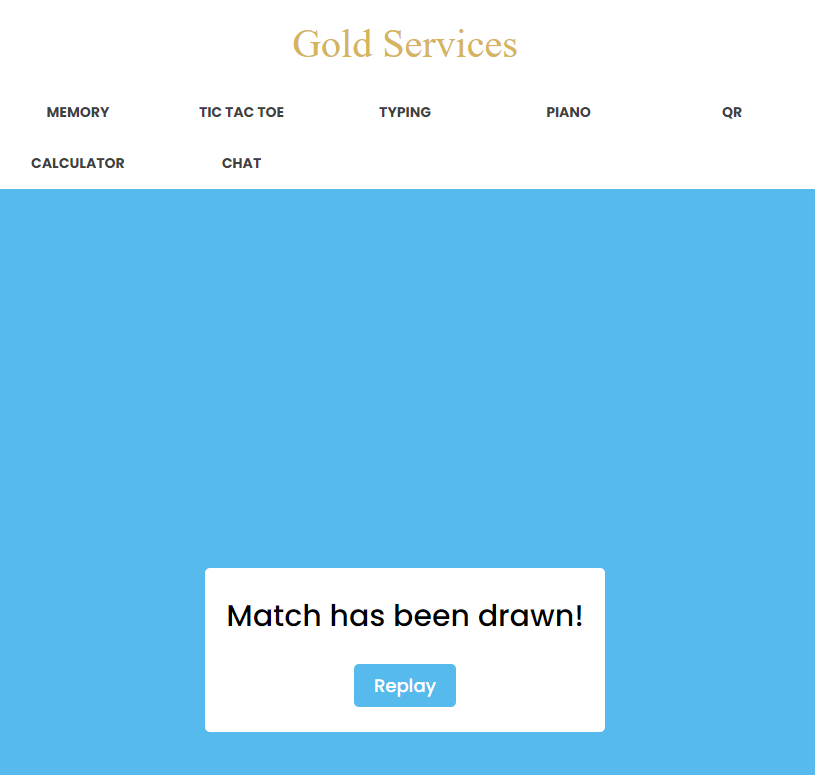 Gold Services
MEMORY TIC TAC TOE TYPING PIANO QR
CALCULATOR CHAT
Match has been drawn!
Replay